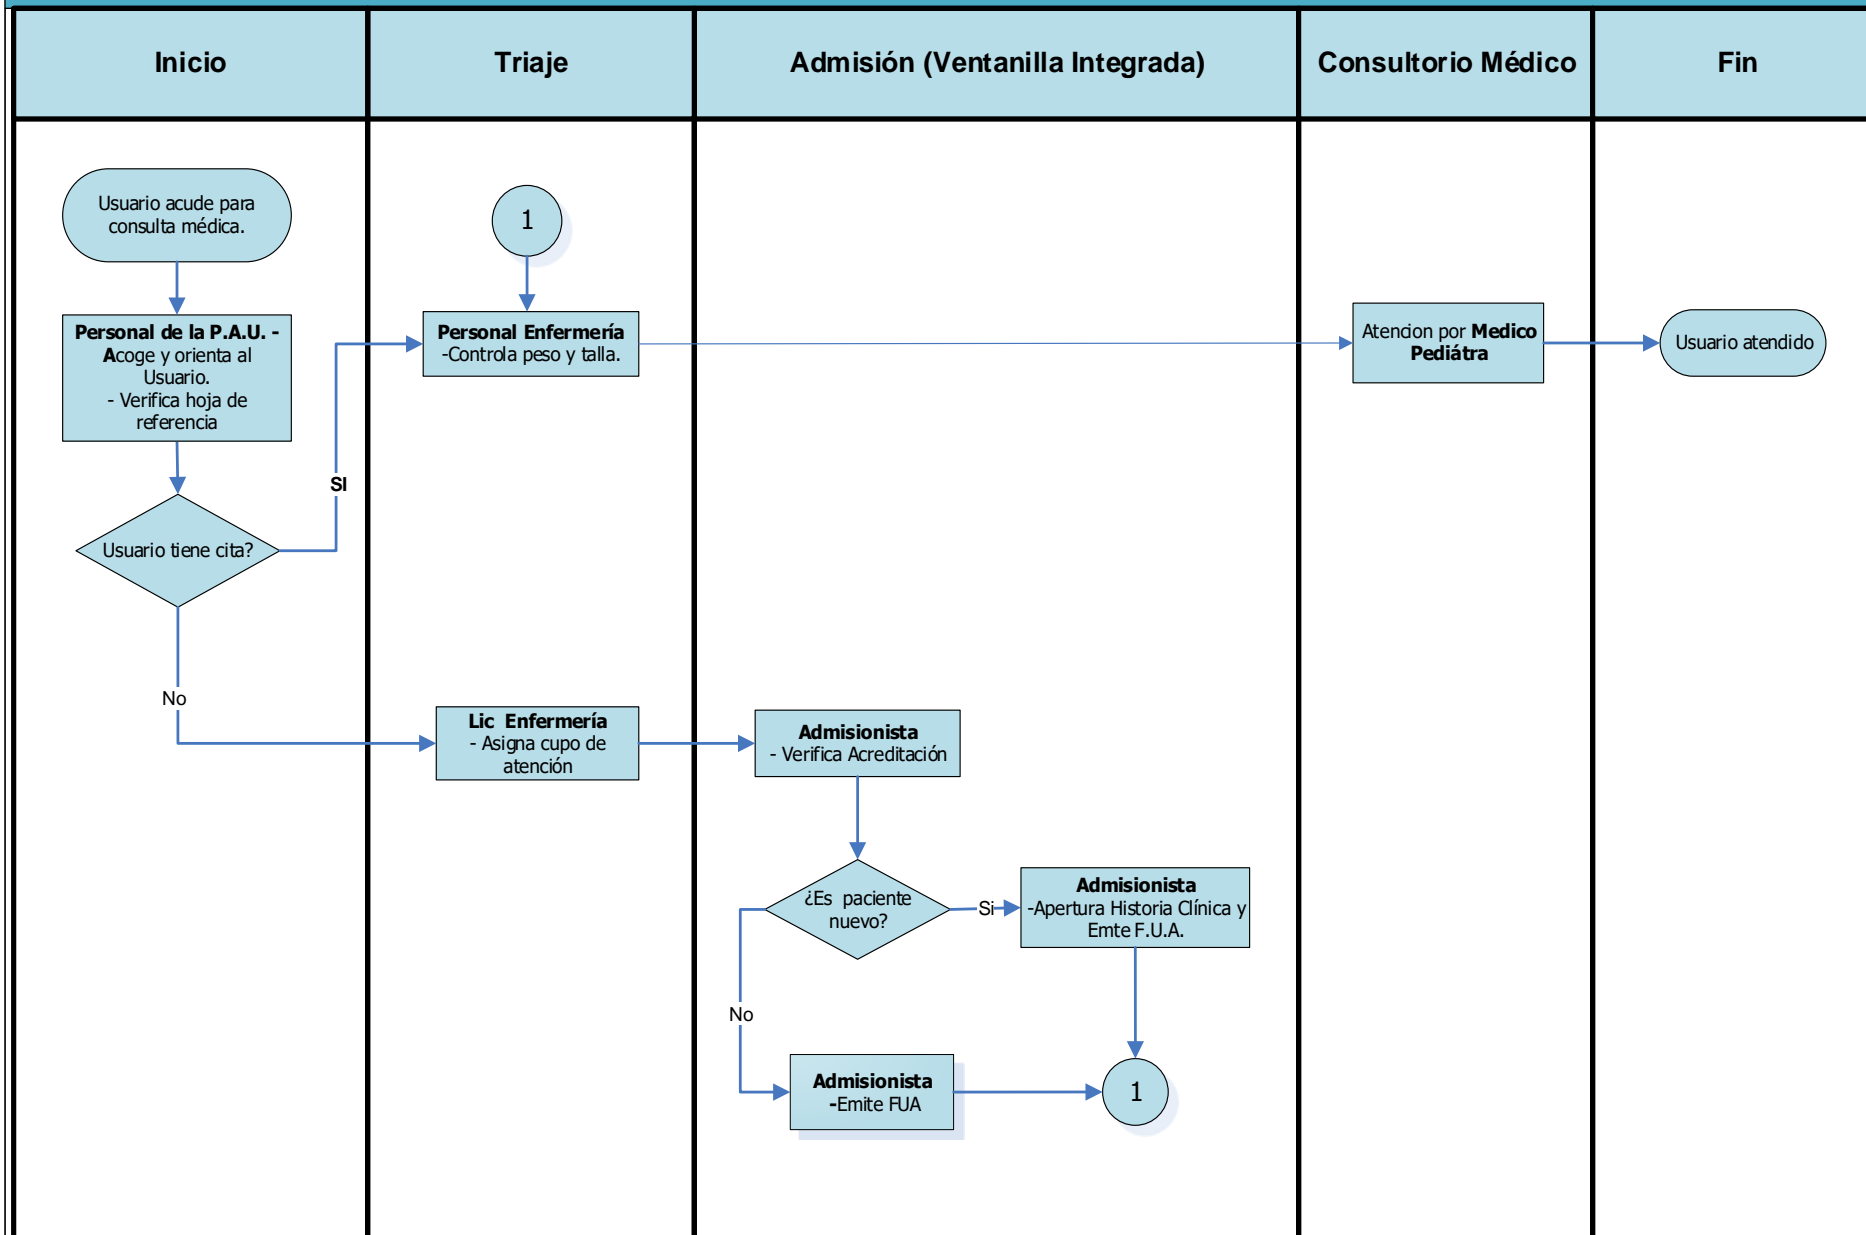 Inicio
Triaje
Admisión (Ventanilla Integrada)
Consultorio Médico
Fin
Usuario acude para
consulta médica.
1
Personal de la P.A.U. -
Acoge y orienta al
Usuario.
- Verifica hoja de
referencia
Personal Enfermería
-Controla peso y talla.
Atencion por Medico
Pediátra
Usuario atendido
SI
Usuario tiene cita?
No
Lic Enfermería
- Asigna cupo de
atención
Admisionista
- Verifica Acreditación
¿Es paciente
nuevo?
Si
Admisionista
-Apertura Historia Clínica y
Emte F.U.A.
No
Admisionista
-Emite FUA
1